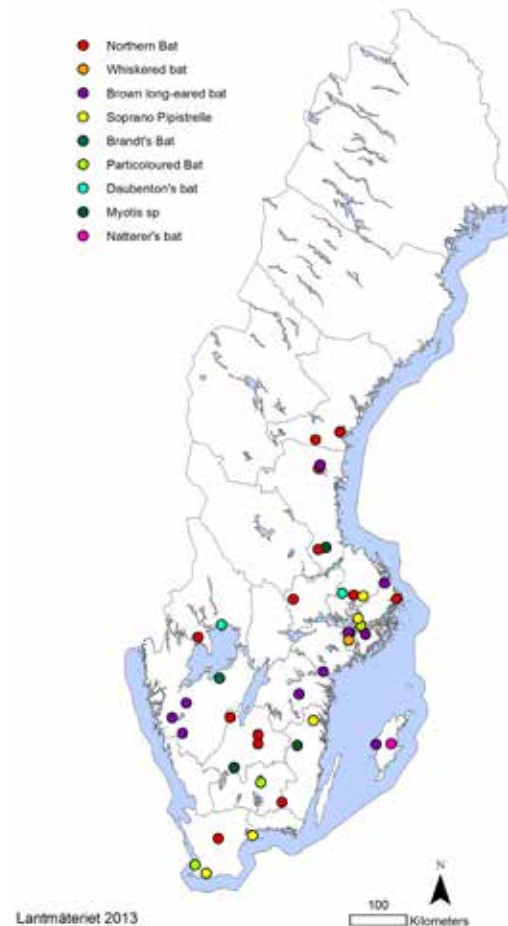 Northern Bat
Whiskered bat
Brown long-eared bat
Soprano Pipistrelle
Brandt's Bat
Particoloured Bat
Daubenton's bat
Myotis sp
Natterer's bat
N
100
Kilometers
Lantmäteriet 2013